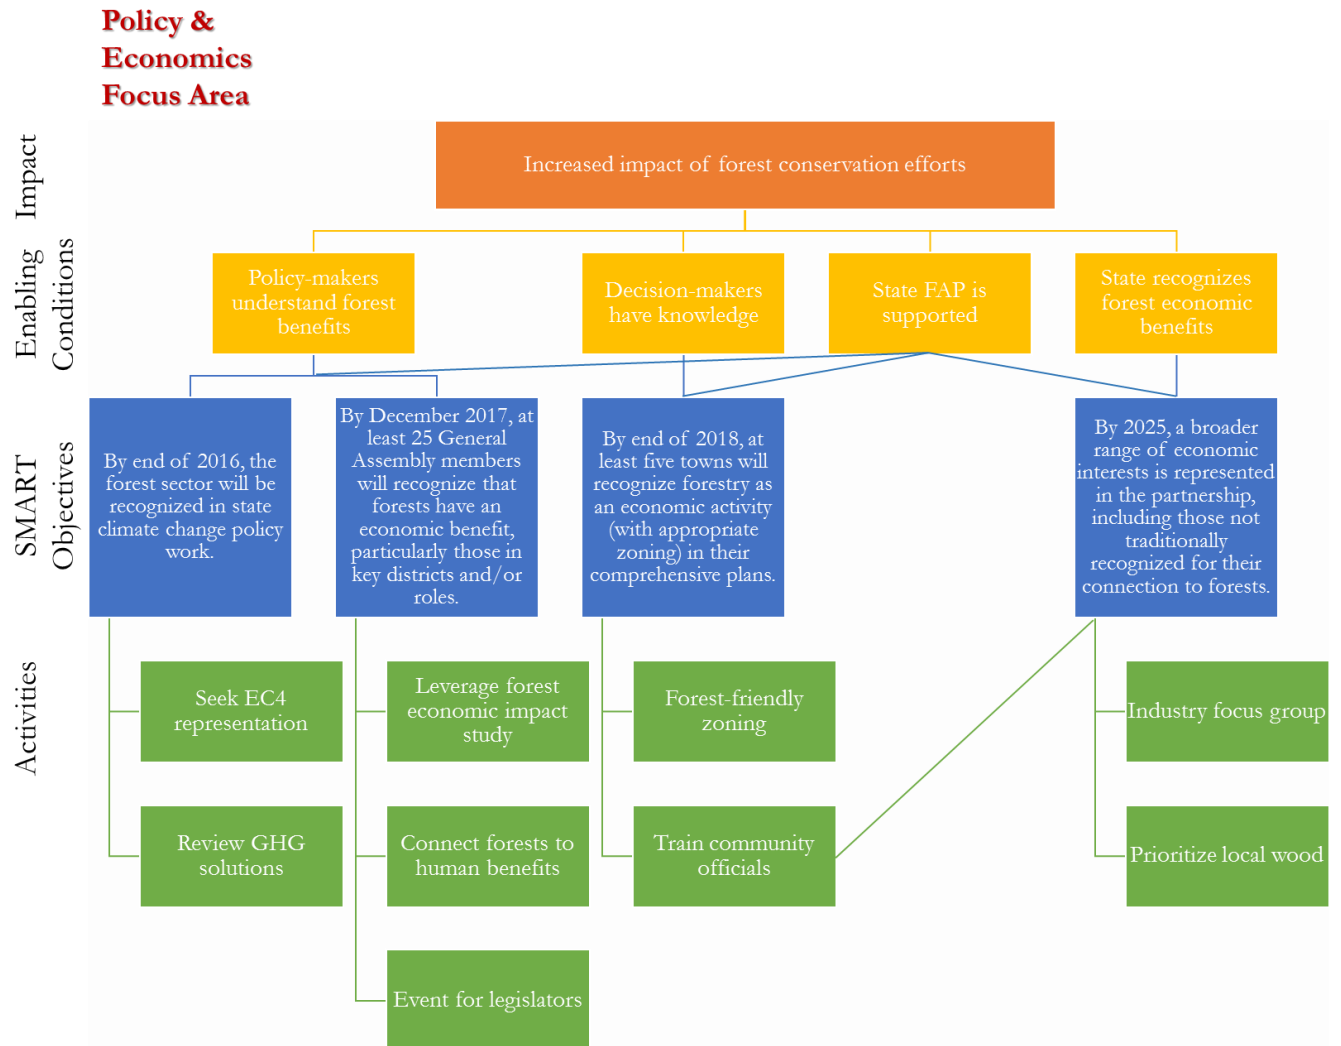 Policy &
Economics
Focus Area
Impact
Increased impact of forest conservation efforts
Enabling
Conditions
Policy-makers
understand forest
benefits
Decision-makers
have knowledge
State FAP is
supported
State recognizes
forest economic
benefits
SMART
Objectives
By end of 2016, the
forest sector will be
recognized in state
climate change policy
work.
By December 2017, at
least 25 General
Assembly members
will recognize that
forests have an
economic benefit,
particularly those in
key districts and/or
roles.
By end of 2018, at
least five towns will
recognize forestry as
an economic activity
(with appropriate
zoning) in their
comprehensive plans.
By 2025, a broader
range of economic
interests is represented
in the partnership,
including those not
traditionally
recognized for their
connection to forests.
Activities
Seek EC4
representation
Review GHG
solutions
Leverage forest
economic impact
study
Connect forests to
human benefits
Event for legislators
Forest-friendly
zoning
Train community
officials
Industry focus group
Prioritize local wood